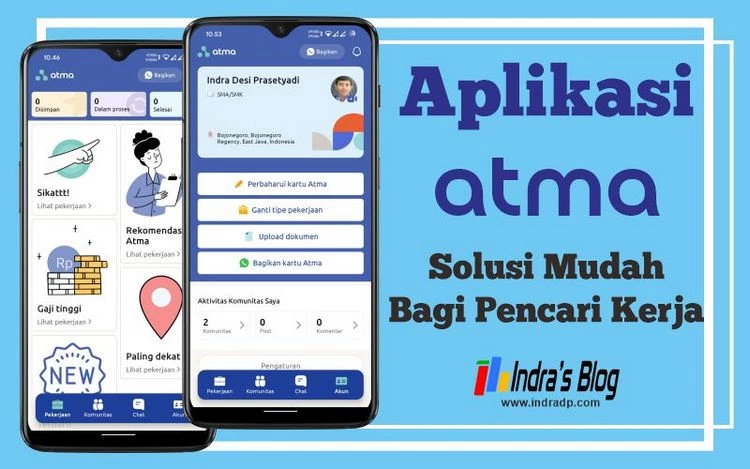 10.46
atma
Bagikan
0
Disimpan
0
Dalam proses
0
Selesai
Sikattt!
Lihat pekerjaan >
Rekomendas
Atma
Lihat pekerjaan >
Rp
Gaji tinggi
Lihat pekerjaan >
Paling dekat
Lihat pekerjaan >
NEW
Pekerjaan
Komunitas
Chat
Akun
10.53
atma
Bagikan
Indra Desi Prasetyadi
SMA/SMK
Bojonegoro, Bojonegoro
Regency, East Java, Indonesia
Perbaharui kartu Atma
Ganti tipe pekerjaan
Upload dokumen
Bagikan kartu Atma
Aktivitas Komunitas Saya
2
Komunitas
0
Post
0
Komentar
Pengaturan
Pekerjaan
Komunitas
Chat
Akun
Aplikasi
atma
Solusi Mudah
Bagi Pencari Kerja
Indra's Blog
www.indradp.com